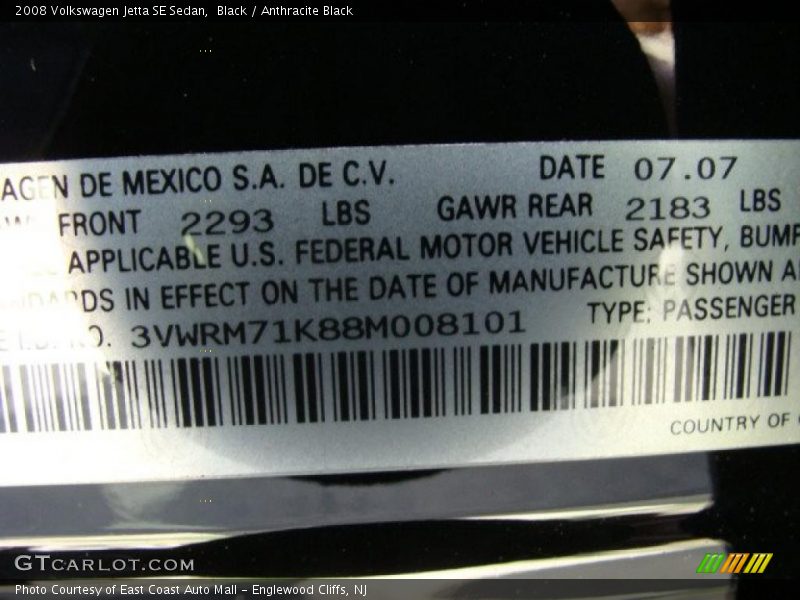 2008 Volkswagen Jetta SE Sedan, Black / Anthracite Black
AGEN DE MEXICO S.A. DE C.V. DATE 07.07
FRONT 2293 LBS GAWR REAR 2183 LBS
APPLICABLE U.S. FEDERAL MOTOR VEHICLE SAFETY, BUMP
NDARDS IN EFFECT ON THE DATE OF MANUFACTURE SHOWN A
E I.D. NO. 3VWRM71K88M008101 TYPE: PASSENGER
COUNTRY OF
GTCARLOT.COM
Photo Courtesy of East Coast Auto Mall - Englewood Cliffs, NJ